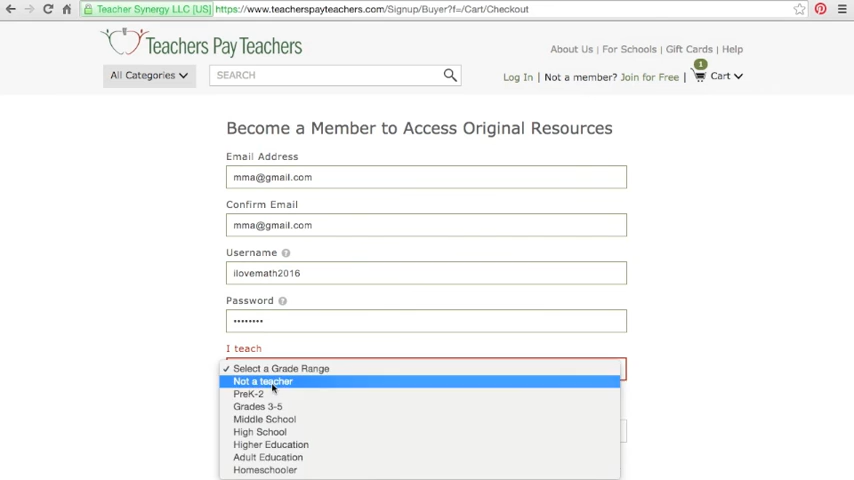 Teacher Synergy LLC [US] https://www.teacherspayteachers.com/Signup/Buyer?f=/Cart/Checkout
Teachers Pay Teachers
About Us | For Schools | Gift Cards | Help
All Categories
SEARCH
Log In | Not a member? Join for Free |
1
Cart
Become a Member to Access Original Resources
Email Address
mma@gmail.com
Confirm Email
mma@gmail.com
Username ?
ilovemath2016
Password ?
••••••••
I teach
✓ Select a Grade Range
Not a teacher
PreK-2
Grades 3-5
Middle School
High School
Higher Education
Adult Education
Homeschooler